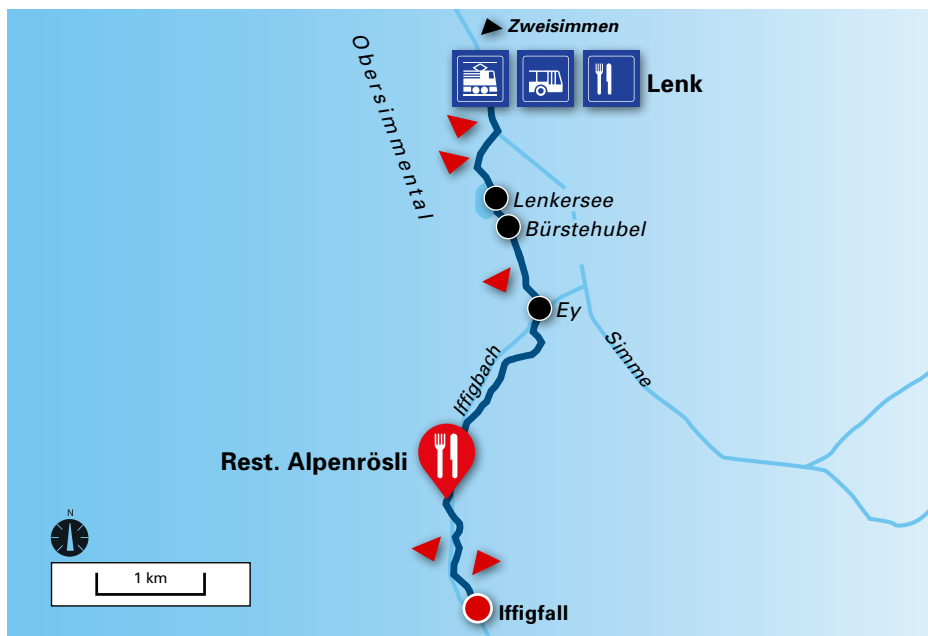 Zweisimmen
Obersimmental
Lenk
Lenkersee
Bürstehubel
Ey
Simme
Iffigbach
Rest. Alpenrösli
N
1 km
Iffigfall